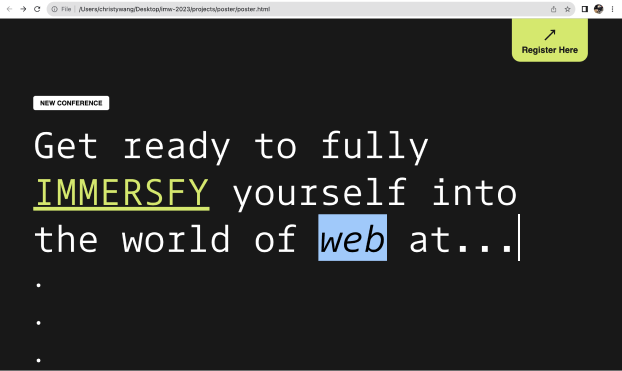 File /Users/christywang/Desktop/imw-2023/projects/poster/poster.html
Register Here
NEW CONFERENCE
Get ready to fully
IMMERSFY yourself into
the world of web at...
.
.
.